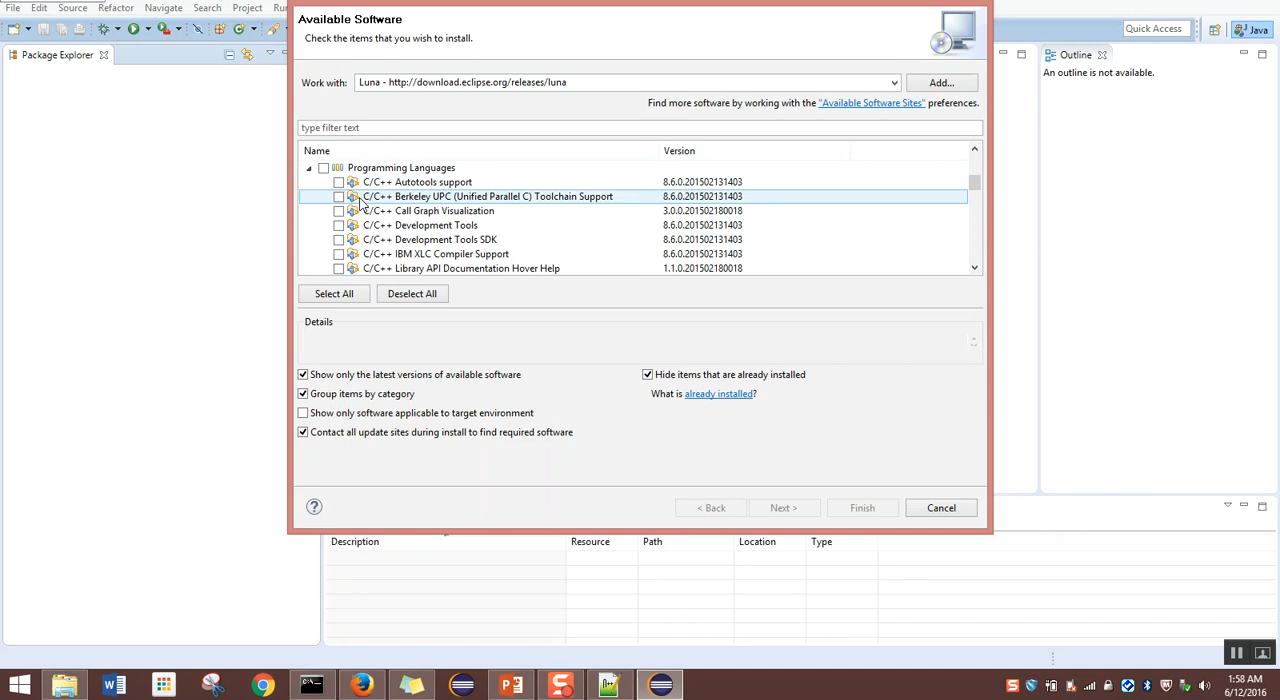 File Edit Source Refactor Navigate Search Project Ru
Available Software
Check the items that you wish to install.
Quick Access
Java
Package Explorer
Outline
An outline is not available.
Work with: Luna - http://download.eclipse.org/releases/luna
Add...
Find more software by working with the "Available Software Sites" preferences.
type filter text
Name Version
Programming Languages
C/C++ Autotools support 8.6.0.201502131403
C/C++ Berkeley UPC (Unified Parallel C) Toolchain Support 8.6.0.201502131403
C/C++ Call Graph Visualization 3.0.0.201502180018
C/C++ Development Tools 8.6.0.201502131403
C/C++ Development Tools SDK 8.6.0.201502131403
C/C++ IBM XLC Compiler Support 8.6.0.201502131403
C/C++ Library API Documentation Hover Help 1.1.0.201502180018
Select All Deselect All
Details
Show only the latest versions of available software Hide items that are already installed
Group items by category What is already installed?
Show only software applicable to target environment
Contact all update sites during install to find required software
< Back Next > Finish Cancel
Description Resource Path Location Type
1:58 AM
6/12/2016